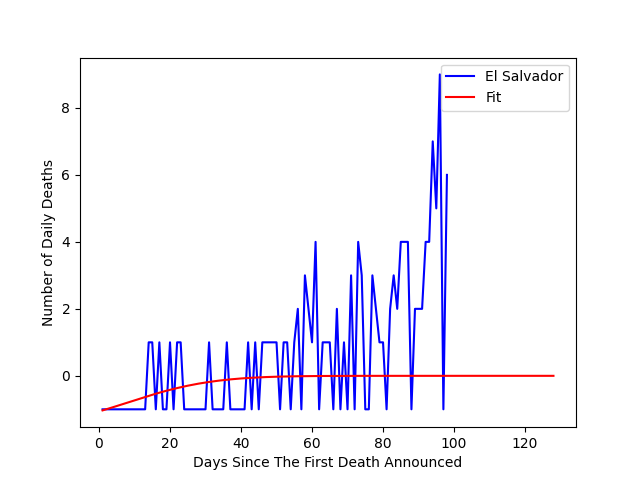 El Salvador
Fit
Number of Daily Deaths
8
6
4
2
0
0 20 40 60 80 100 120
Days Since The First Death Announced